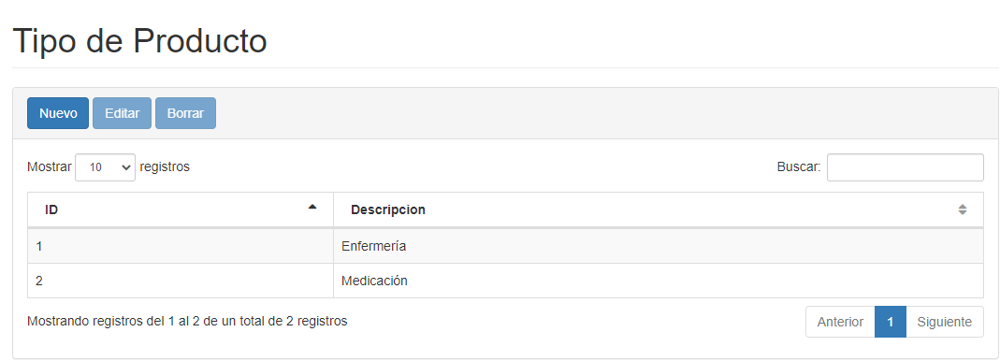 Tipo de Producto
Nuevo Editar Borrar
Mostrar 10 registros Buscar:
ID Descripcion
1 Enfermería
2 Medicación
Mostrando registros del 1 al 2 de un total de 2 registros Anterior 1 Siguiente